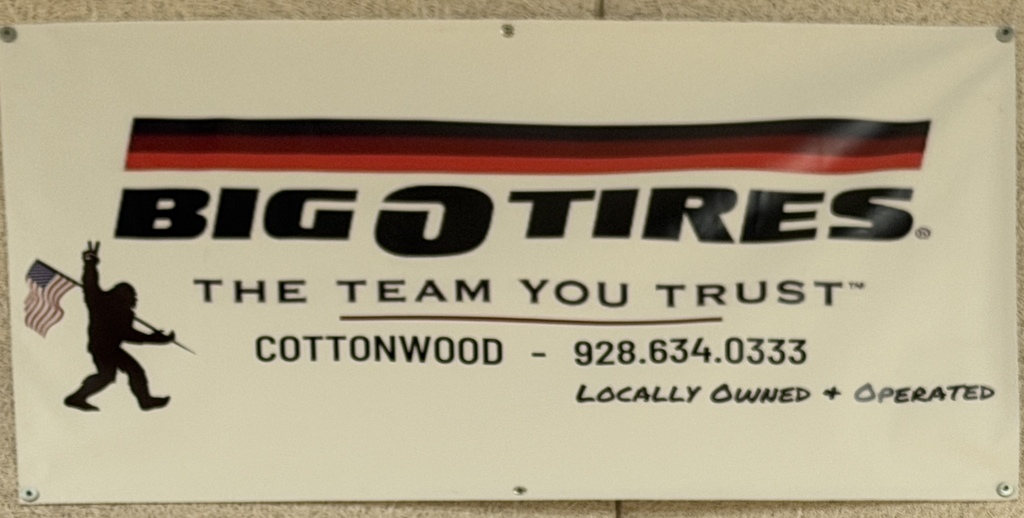 BIG O TIRES®
THE TEAM YOU TRUST™
COTTONWOOD - 928.634.0333
LOCALLY OWNED + OPERATED